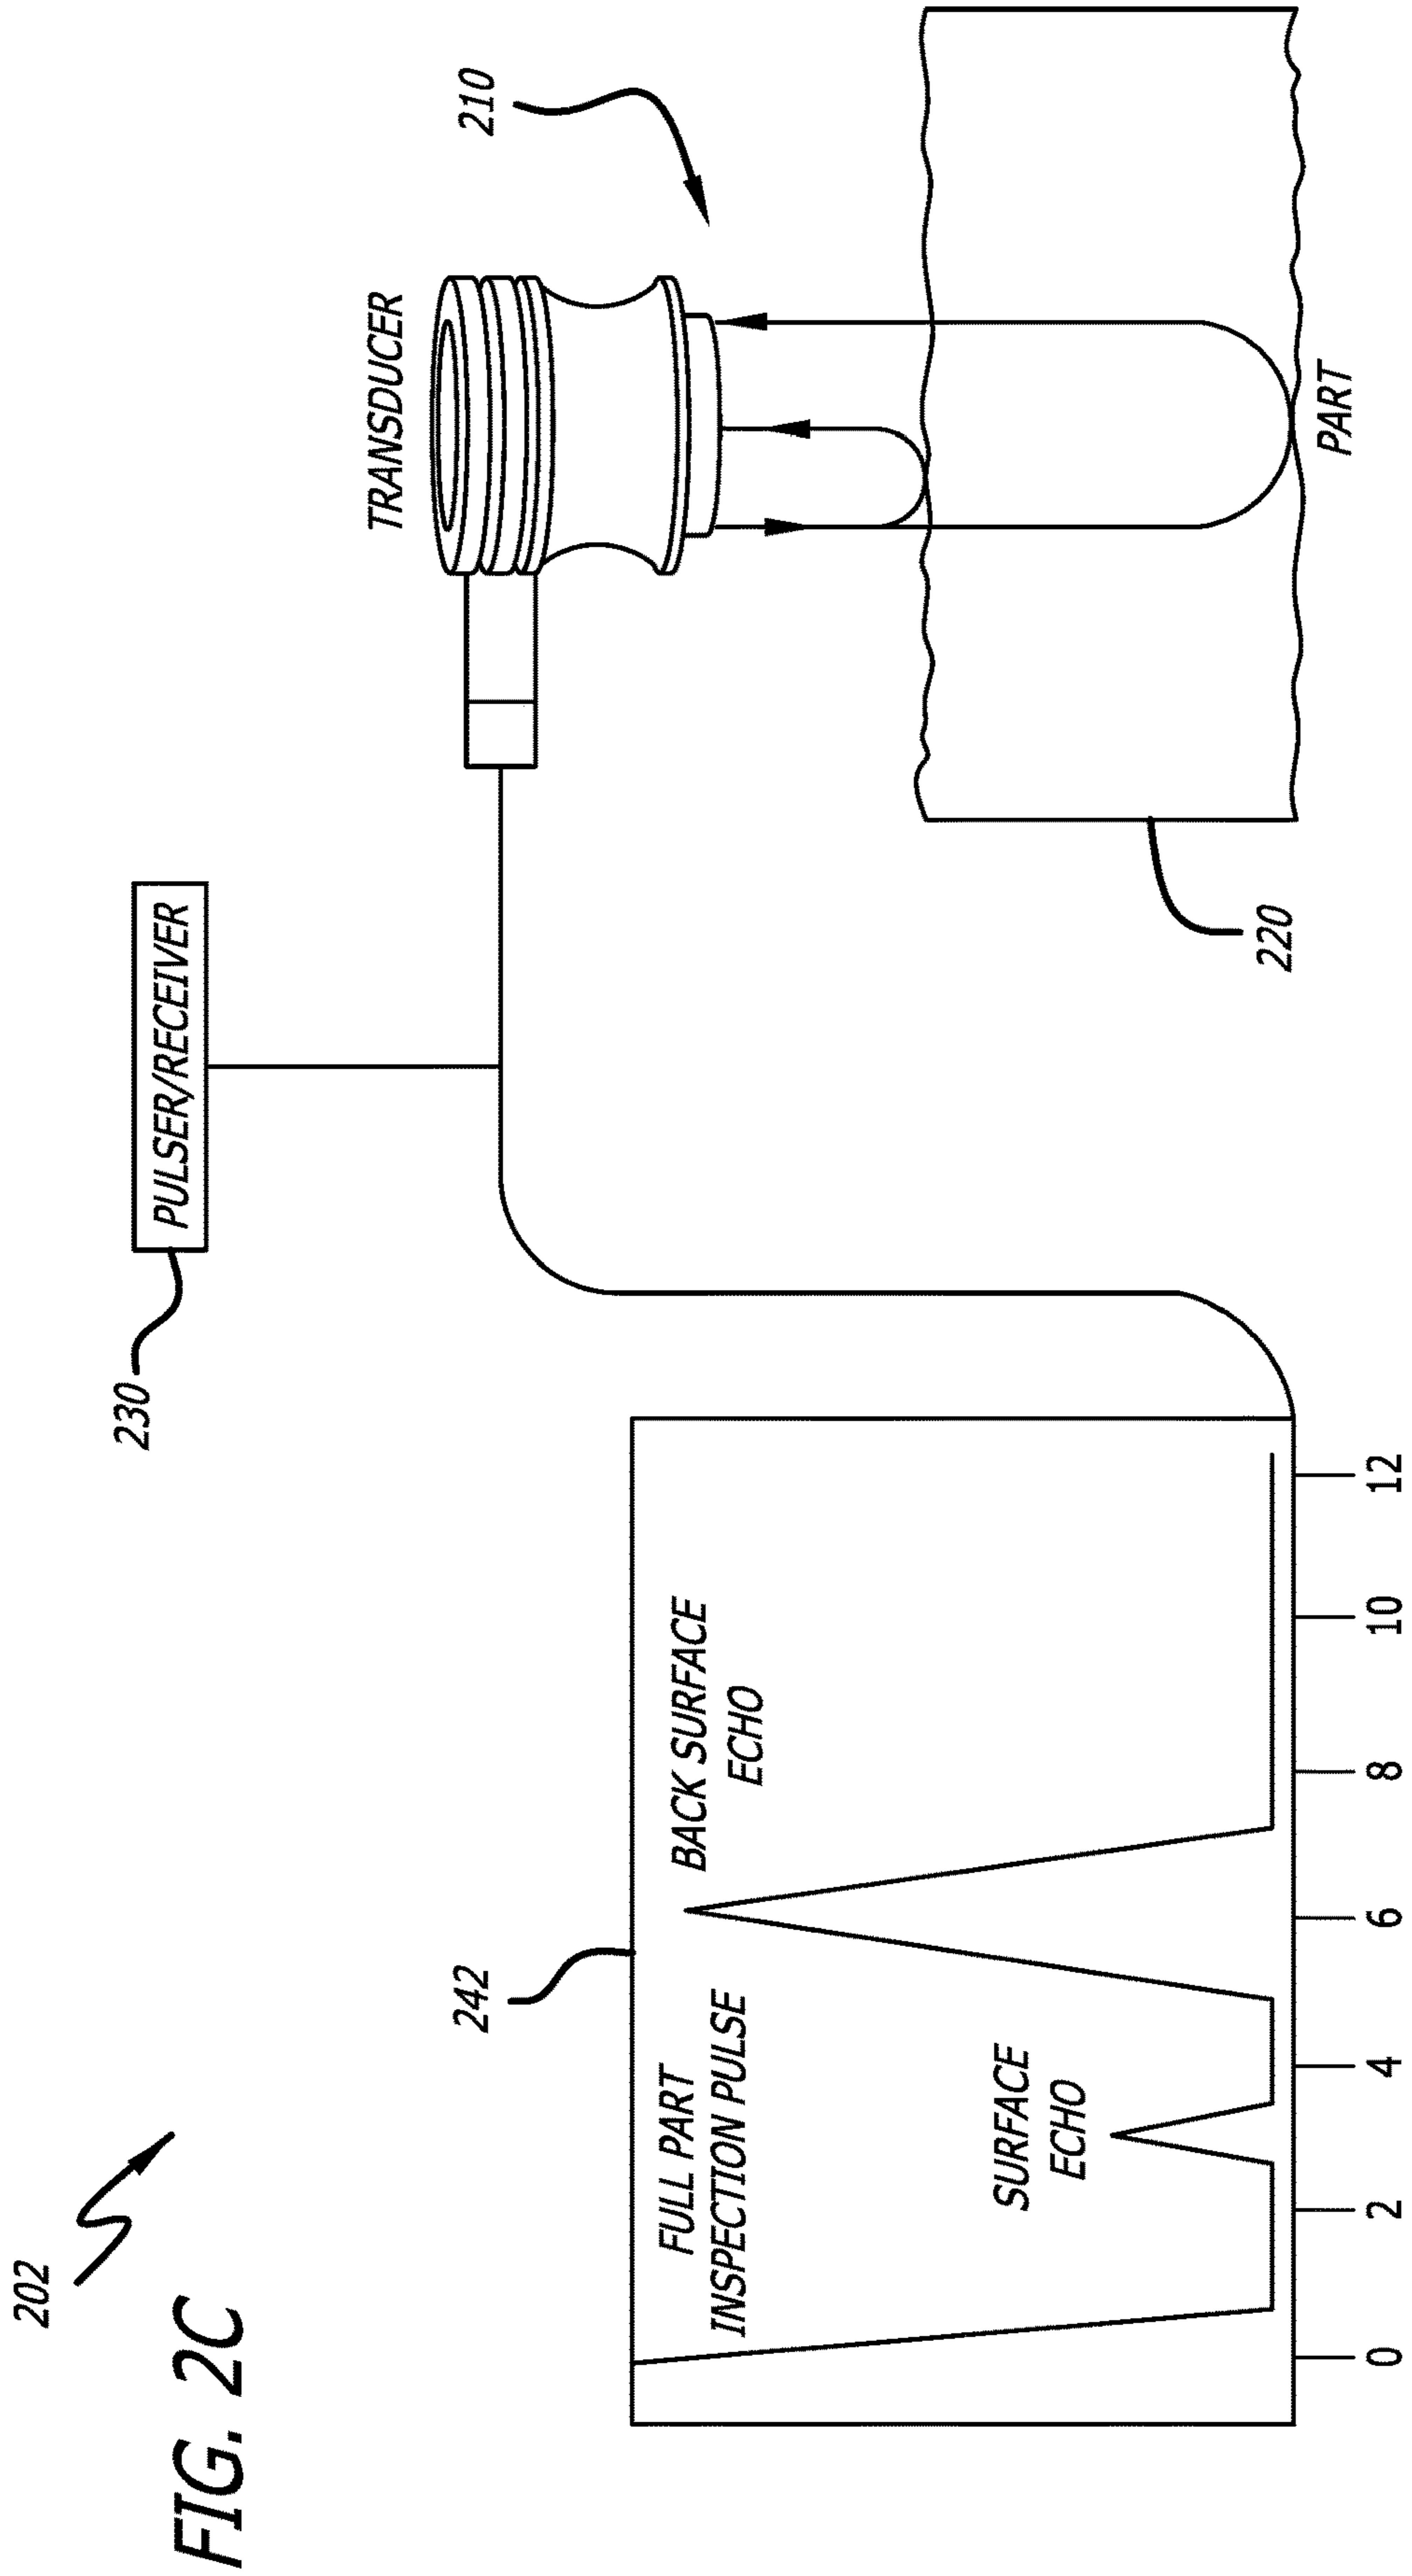 202
FIG. 2C
230
PULSER/RECEIVER
TRANSDUCER
210
242
FULL PART
INSPECTION PULSE
BACK SURFACE
ECHO
SURFACE
ECHO
0 2 4 6 8 10 12
220
PART